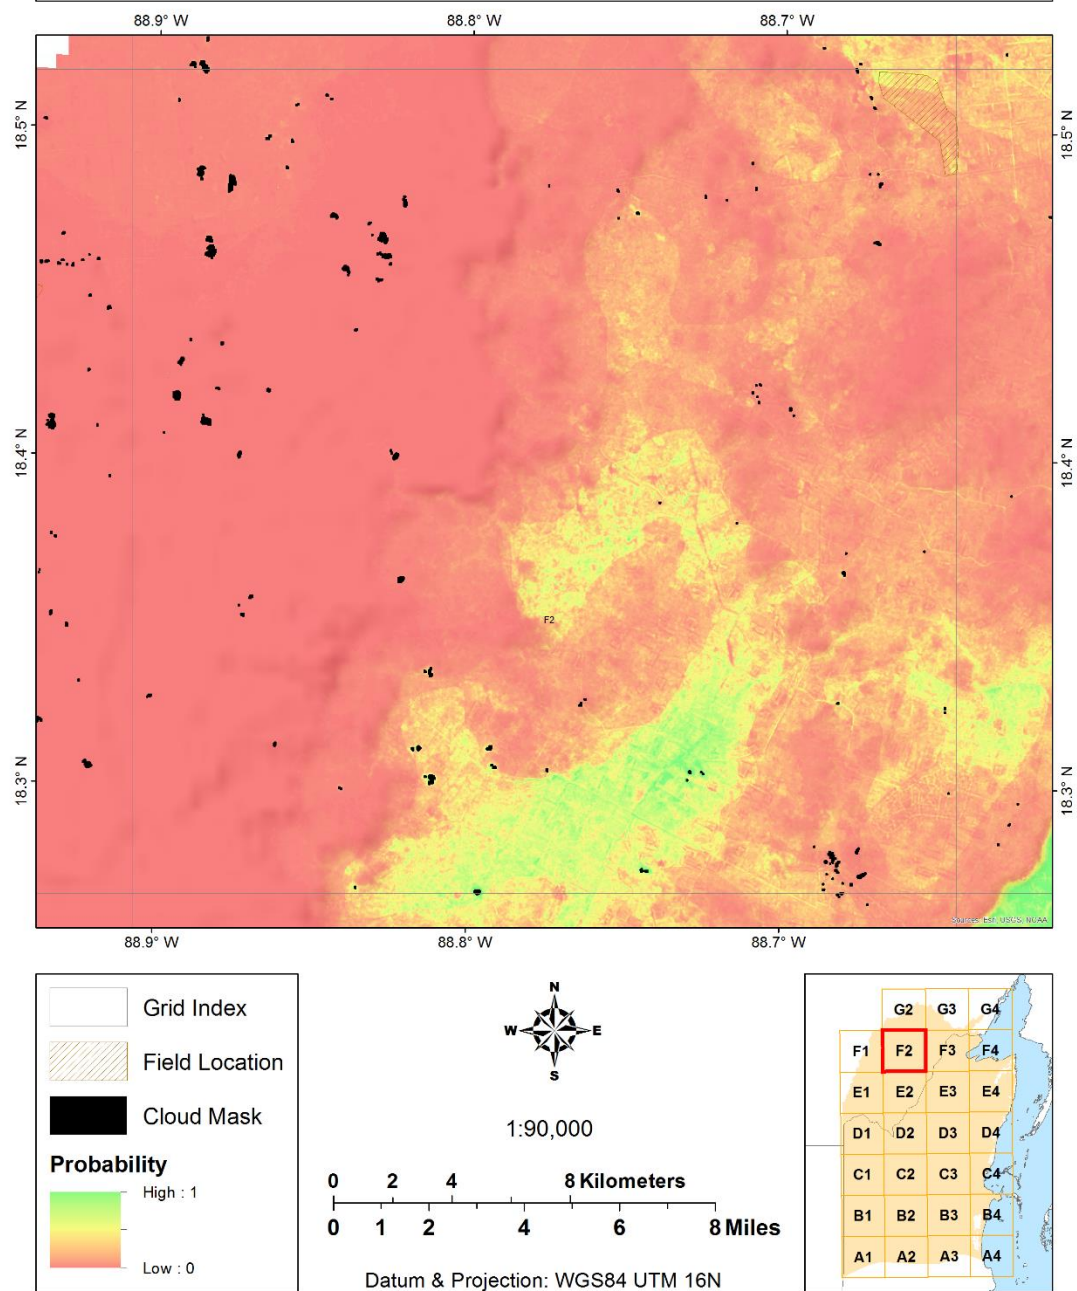 88.9° W 88.8° W 88.7° W
18.5° N 18.5° N
18.4° N 18.4° N
F2
18.3° N 18.3° N
Sources: Esri, USGS, NOAA
88.9° W 88.8° W 88.7° W
Grid Index
Field Location
Cloud Mask
Probability
High : 1
Low : 0
N
W E
S
1:90,000
0 2 4 8 Kilometers
0 1 2 4 6 8 Miles
Datum & Projection: WGS84 UTM 16N
G2 G3 G4
F1 F2 F3 F4
E1 E2 E3 E4
D1 D2 D3 D4
C1 C2 C3 C4
B1 B2 B3 B4
A1 A2 A3 A4